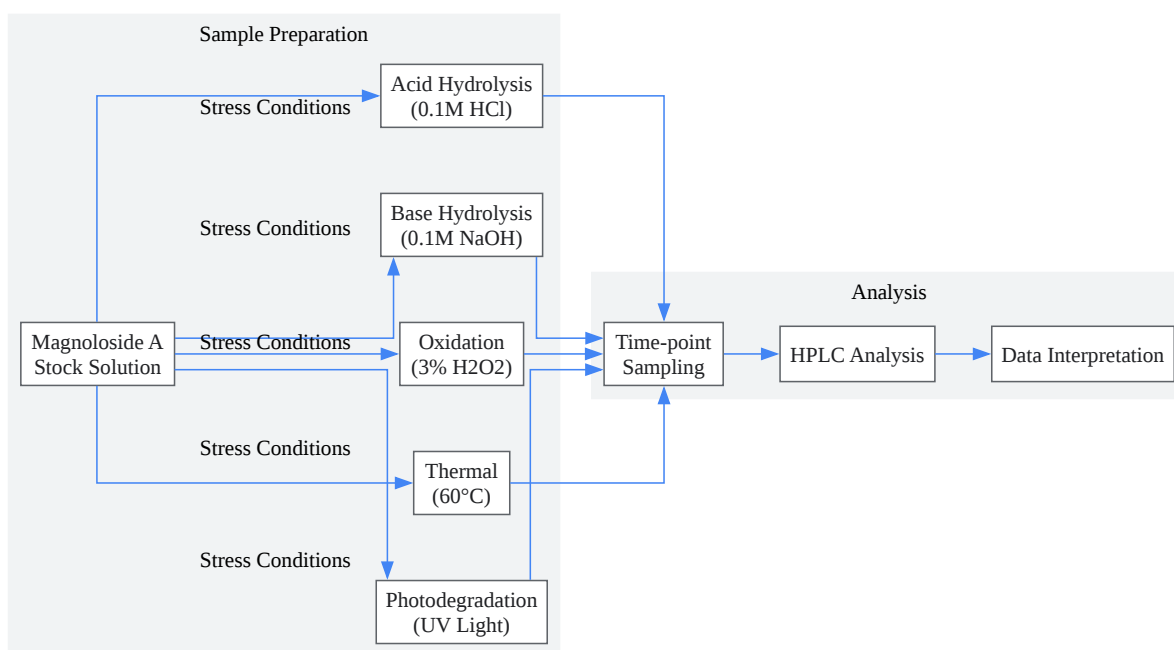 Sample Preparation
Acid Hydrolysis
(0.1M HCl)
Stress Conditions
Base Hydrolysis
(0.1M NaOH)
Stress Conditions
Analysis
Magnoloside A
Stock Solution
Stress Conditions
Oxidation
(3% H2O2)
Time-point
Sampling
HPLC Analysis
Data Interpretation
Stress Conditions
Thermal
(60°C)
Stress Conditions
Photodegradation
(UV Light)